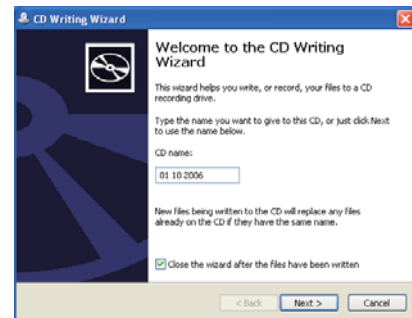 CD Writing Wizard
Welcome to the CD Writing
Wizard
This wizard helps you write, or record, your files to a CD
recording drive.
Type the name you want to give to this CD, or just click Next
to use the name below.
CD name:
01 10 2006
New files being written to the CD will replace any files
already on the CD if they have the same name.
Close the wizard after the files have been written
< Back Next > Cancel